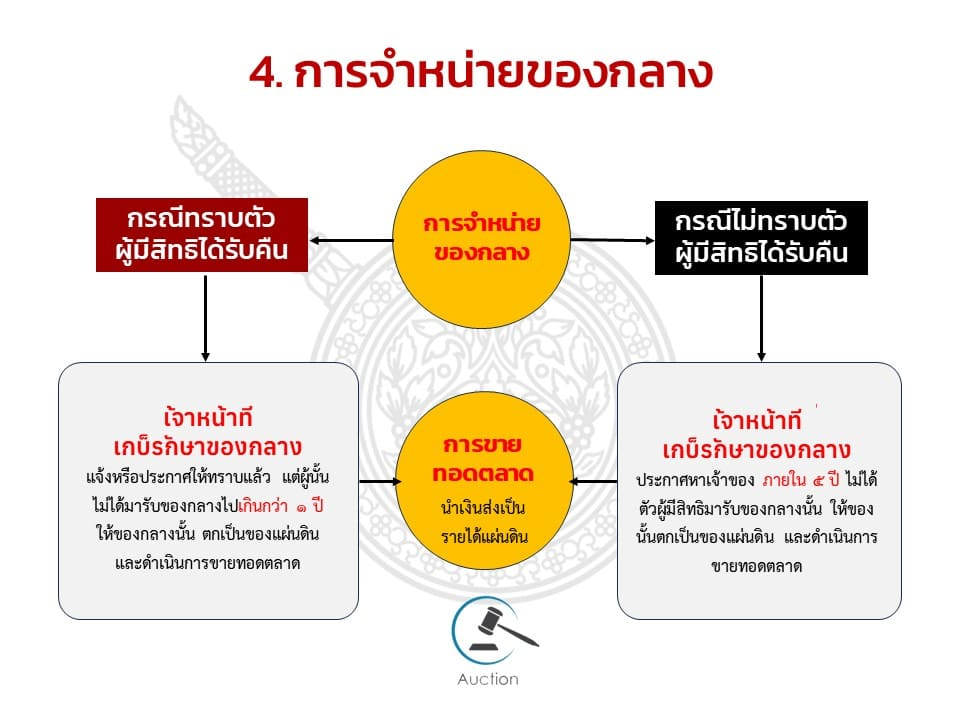 4. การจำหน่ายของกลาง
กรณีทราบตัว
ผู้มีสิทธิได้รับคืน
การจำหน่าย
ของกลาง
กรณีไม่ทราบตัว
ผู้มีสิทธิได้รับคืน
เ้จาหน้าที
เกบ็รกัษาของกลาง
แจ้งหรือประกาศให้ทราบแล้ว แต่ผู้นั้น
ไม่ได้มารับของกลางไปเกินกว่า ๑ ปี
ให้ของกลางนั้น ตกเป็นของแผ่นดิน
และดำเนินการขายทอดตลาด
การขาย
ทอดตลาด
นำเงินส่งเป็น
รายได้แผ่นดิน
เ้จาหน้าที่
เกบ็รกัษาของกลาง
ประกาศหาเจ้าของ ภายใน ๕ ปี ไม่ได้
ตัวผู้มีสิทธิมารับของกลางนั้น ให้ของ
นั้นตกเป็นของแผ่นดิน และดำเนินการ
ขายทอดตลาด
Auction